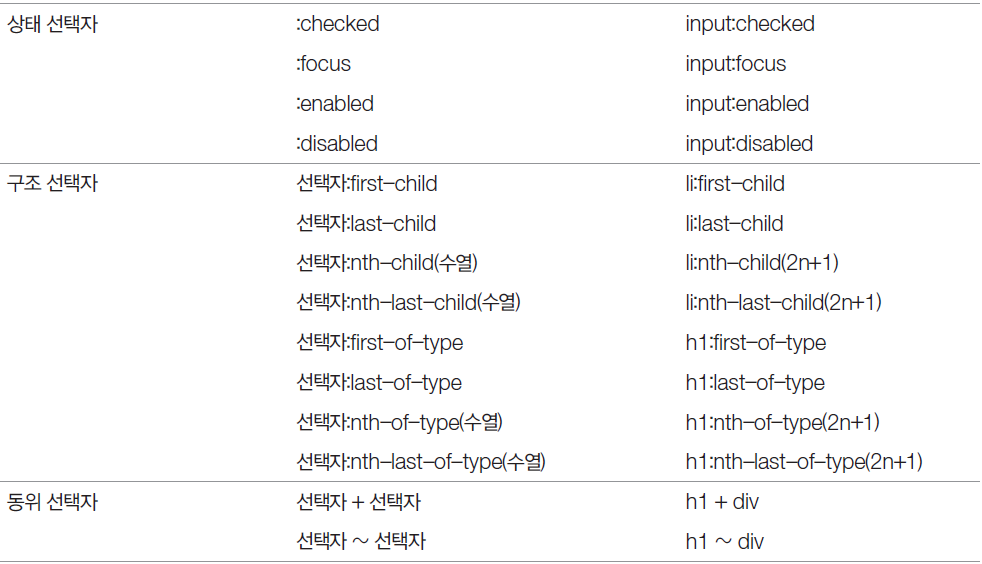 상태 선택자 :checked input:checked
:focus input:focus
:enabled input:enabled
:disabled input:disabled
구조 선택자 선택자:first-child li:first-child
선택자:last-child li:last-child
선택자:nth-child(수열) li:nth-child(2n+1)
선택자:nth-last-child(수열) li:nth-last-child(2n+1)
선택자:first-of-type h1:first-of-type
선택자:last-of-type h1:last-of-type
선택자:nth-of-type(수열) h1:nth-of-type(2n+1)
선택자:nth-last-of-type(수열) h1:nth-last-of-type(2n+1)
동위 선택자 선택자 + 선택자 h1 + div
선택자 ~ 선택자 h1 ~ div